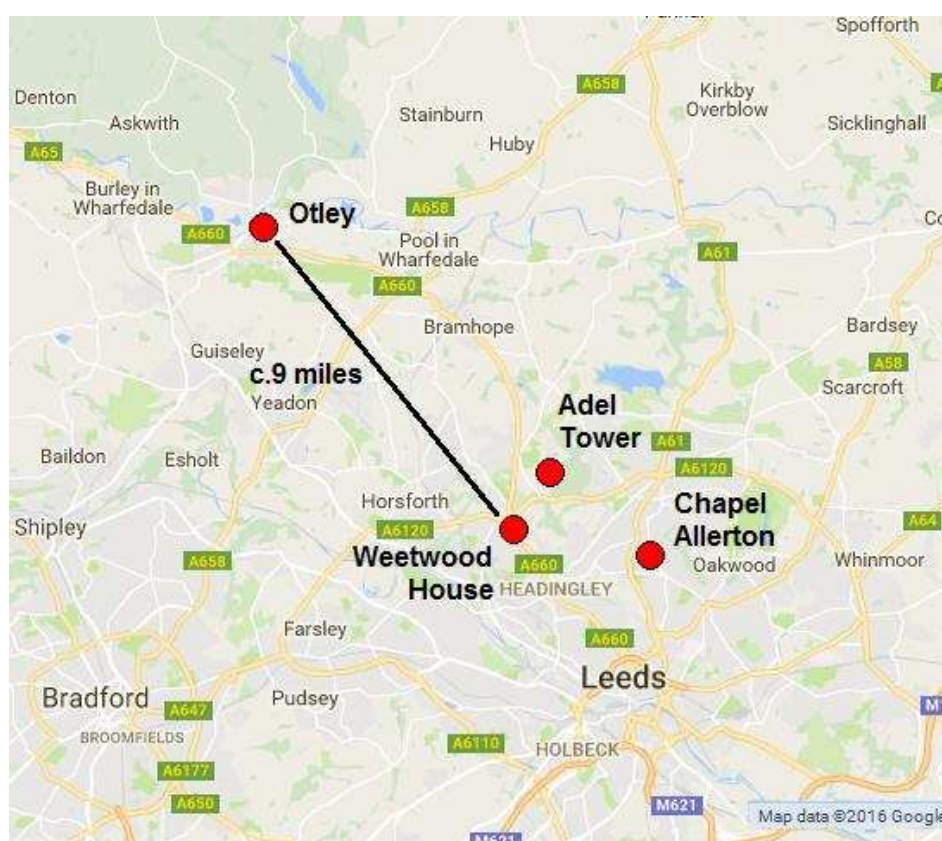 Spofforth
Denton
Askwith
Stainburn
Huby
A658
Kirkby
Overblow
Sicklinghall
A65
Burley in
Wharfedale
A660
Otley
A658
Pool in
Wharfedale
A61
A660
Bramhope
Bardsey
Guiseley
c.9 miles
Yeadon
A58
Scarcroft
Adel
Tower
A61
A6120
Baildon
Esholt
Horsforth
Chapel
Allerton
Shipley
A6120
A64
A658
Weetwood
House
A660
HEADINGLEY
Oakwood
Whinmoor
Farsley
A660
Leeds
Bradford
Pudsey
A647
BROOMFIELDS
A6110
HOLBECK
A6177
A650
M621
M621
Map data ©2016 Google